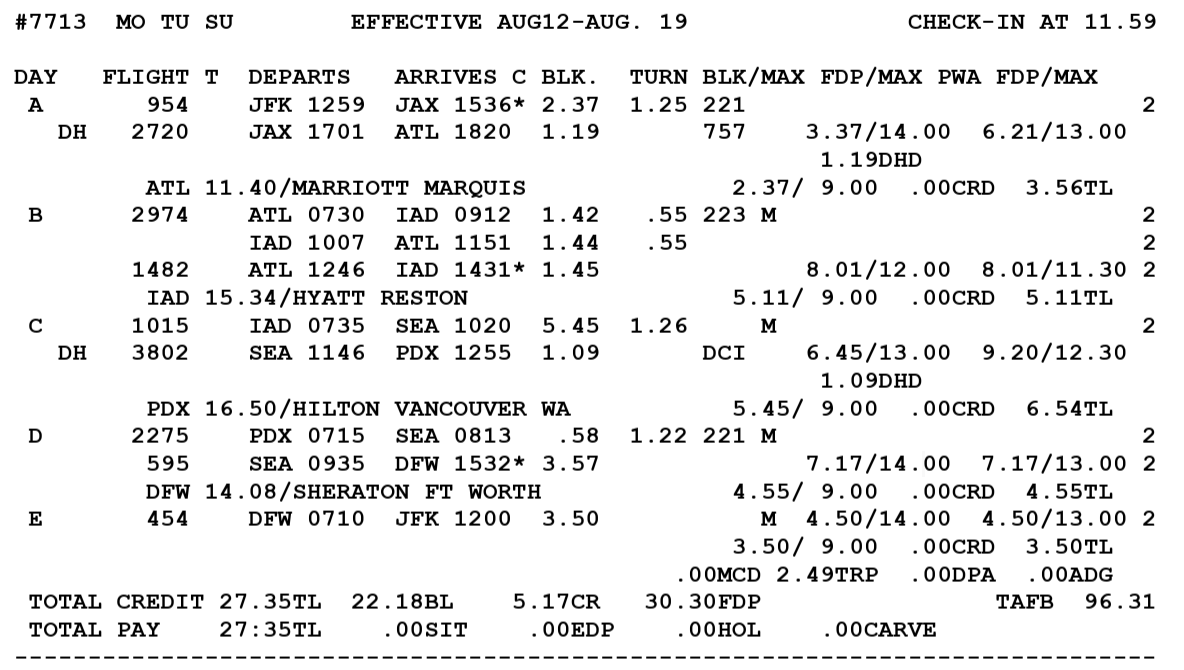 #7713  MO TU SU        EFFECTIVE AUG12-AUG. 19               CHECK-IN AT 11.59
DAY   FLIGHT T  DEPARTS   ARRIVES C BLK.  TURN BLK/MAX FDP/MAX PWA FDP/MAX
 A       954    JFK 1259  JAX 1536* 2.37  1.25 221                           2
   DH   2720    JAX 1701  ATL 1820  1.19       757    3.37/14.00  6.21/13.00
                                                       1.19DHD
         ATL 11.40/MARRIOTT MARQUIS              2.37/ 9.00  .00CRD  3.56TL
 B      2974    ATL 0730  IAD 0912  1.42   .55 223 M                         2
                IAD 1007  ATL 1151  1.44   .55                               2
        1482    ATL 1246  IAD 1431* 1.45              8.01/12.00  8.01/11.30 2
         IAD 15.34/HYATT RESTON                  5.11/ 9.00  .00CRD  5.11TL
 C      1015    IAD 0735  SEA 1020  5.45  1.26     M                         2
   DH   3802    SEA 1146  PDX 1255  1.09       DCI    6.45/13.00  9.20/12.30
                                                       1.09DHD
         PDX 16.50/HILTON VANCOUVER WA           5.45/ 9.00  .00CRD  6.54TL
 D      2275    PDX 0715  SEA 0813   .58  1.22 221 M                         2
         595    SEA 0935  DFW 1532* 3.57              7.17/14.00  7.17/13.00 2
         DFW 14.08/SHERATON FT WORTH             4.55/ 9.00  .00CRD  4.55TL
 E       454    DFW 0710  JFK 1200  3.50           M  4.50/14.00  4.50/13.00 2
                                                 3.50/ 9.00  .00CRD  3.50TL
                                             .00MCD 2.49TRP  .00DPA  .00ADG
 TOTAL CREDIT 27.35TL  22.18BL    5.17CR   30.30FDP                TAFB  96.31
 TOTAL PAY    27:35TL    .00SIT    .00EDP    .00HOL    .00CARVE
------------------------------------------------------------------------------